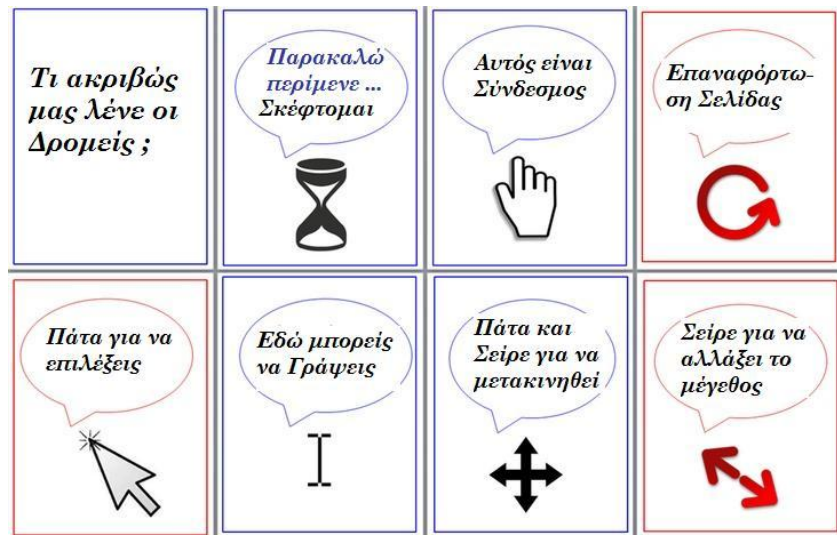 Τι ακριβώς
μας λένε οι
Δρομείς ;
Παρακαλώ
περίμενε ...
Σκέφτομαι
Αυτός είναι
Σύνδεσμος
Επαναφόρτω-
ση Σελίδας
Πάτα για να
επιλέξεις
Εδώ μπορείς
να Γράψεις
Πάτα και
Σείρε για να
μετακινηθεί
Σείρε για να
αλλάξει το
μέγεθος